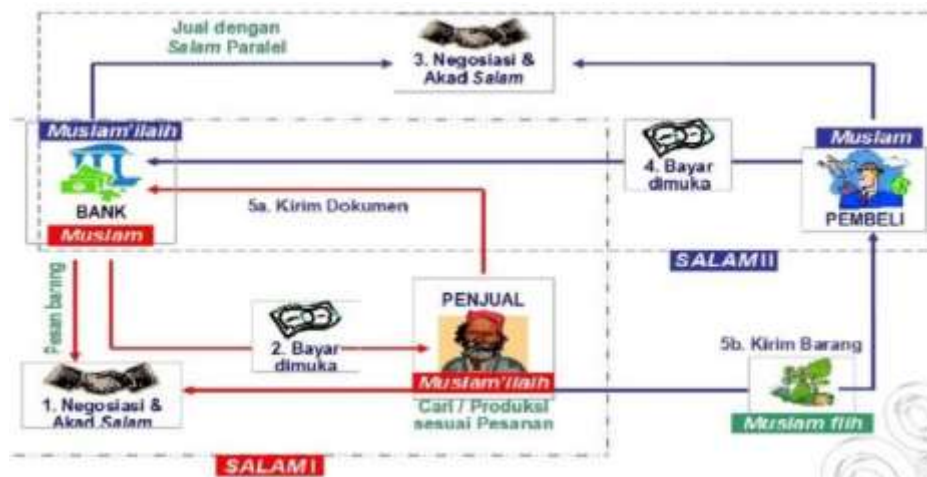 Jual dengan
Salam Paralel
3. Negosiasi &
Akad Salam
Muslam'ilaih
BANK
Muslam
4. Bayar
dimuka
Muslam
PEMBELI
5a. Kirim Dokumen
SALAM II
Pesan barang
2. Bayar
dimuka
PENJUAL
Muslam'ilaih
Cari / Produksi
sesuai Pesanan
5b. Kirim Barang
Muslam fiih
1. Negosiasi &
Akad Salam
SALAM I